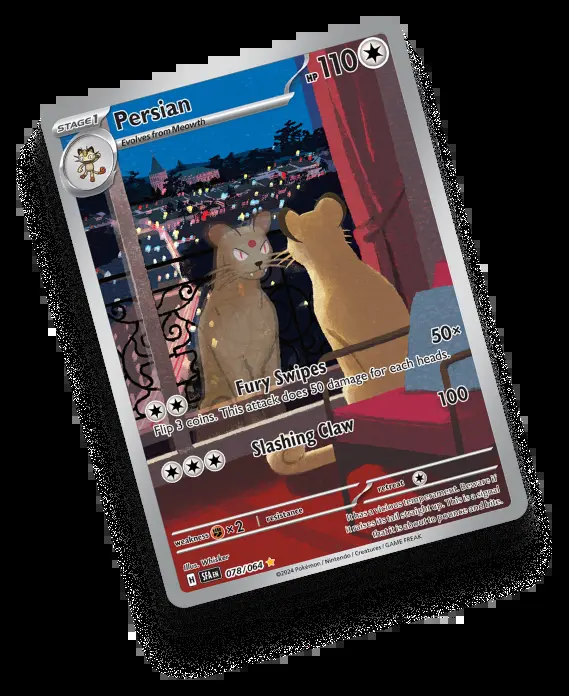 STAGE 1
Persian
HP 110
Evolves from Meowth
Fury Swipes 50×
Flip 3 coins. This attack does 50 damage for each heads.
Slashing Claw 100
weakness ×2 resistance retreat
It has a vicious temperament. Beware if
it raises its tail straight up. This is a signal
that it is about to pounce and bite.
Illus. Whisker
H SFA EN 078/064
©2024 Pokémon / Nintendo / Creatures / GAME FREAK